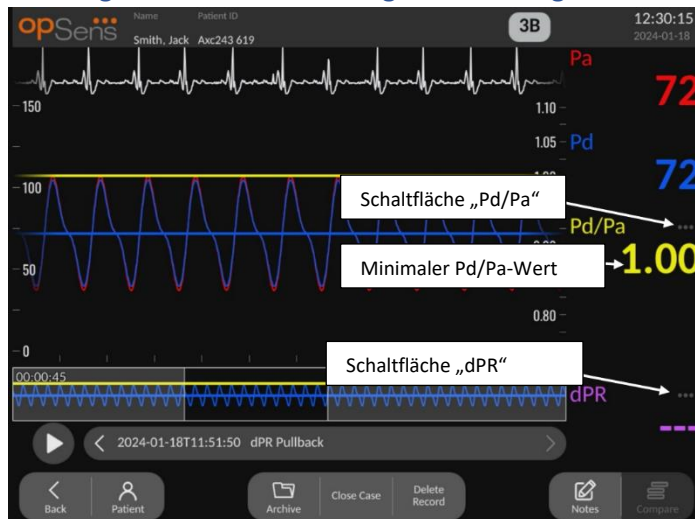 opSens
Name
Patient ID
Smith, Jack
Axc243 619
3B
12:30:15
2024-01-18
Pa
72
150
1.10
1.05
Pd
72
100
Schaltfläche „Pd/Pa“
Pd/Pa
Minimaler Pd/Pa-Wert
1.00
50
0.80
0
Schaltfläche „dPR“
00:00:45
dPR
---
2024-01-18T11:51:50 dPR Pullback
Back
Patient
Archive
Close Case
Delete
Record
Notes
Compare